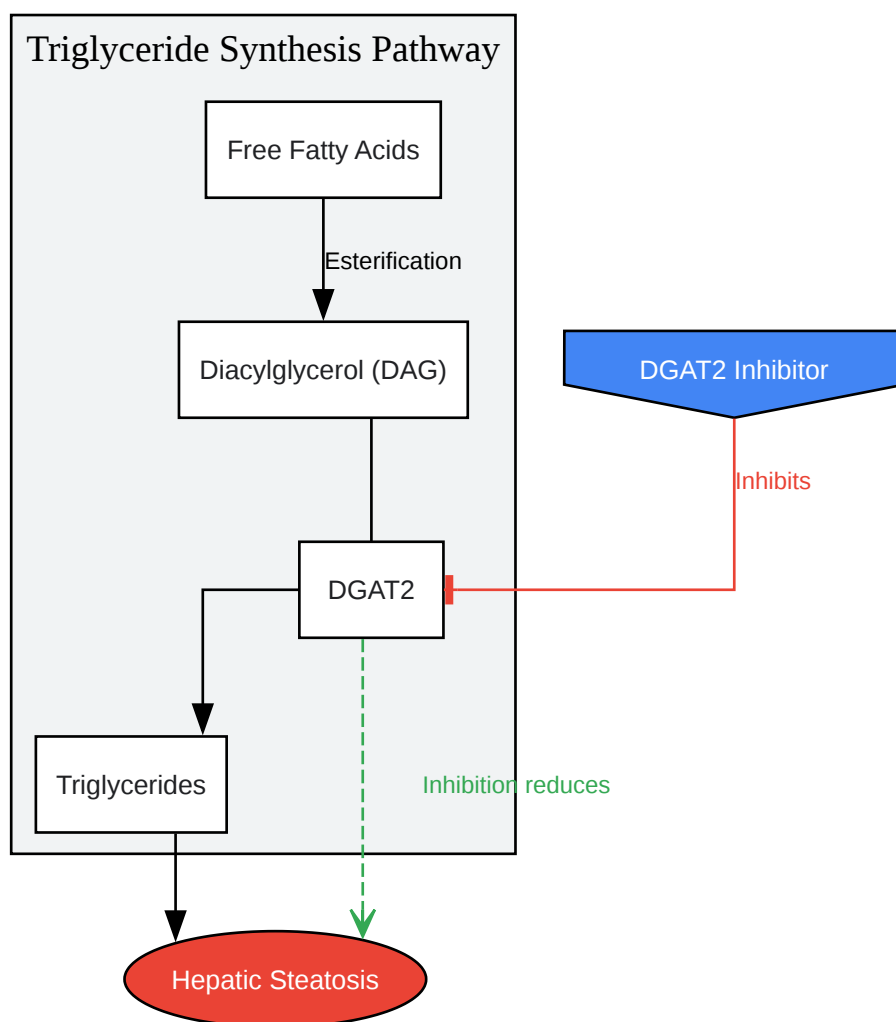 Triglyceride Synthesis Pathway
Free Fatty Acids
Esterification
Diacylglycerol (DAG)
DGAT2 Inhibitor
Inhibits
DGAT2
Triglycerides
Inhibition reduces
Hepatic Steatosis